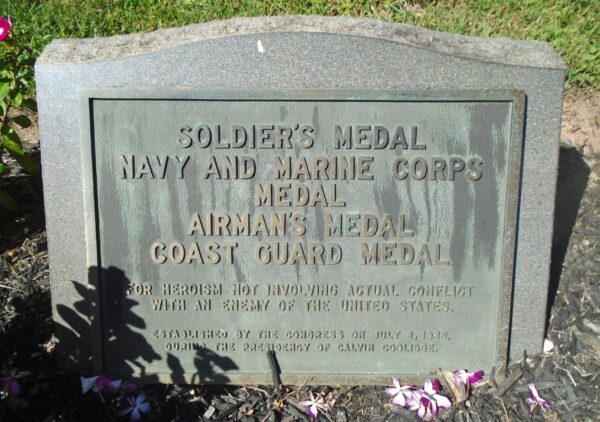 SOLDIER'S MEDAL
NAVY AND MARINE CORPS
MEDAL
AIRMAN'S MEDAL
COAST GUARD MEDAL
FOR HEROISM NOT INVOLVING ACTUAL CONFLICT
WITH AN ENEMY OF THE UNITED STATES.
ESTABLISHED BY THE CONGRESS ON JULY 2, 1926,
DURING THE PRESIDENCY OF CALVIN COOLIDGE.